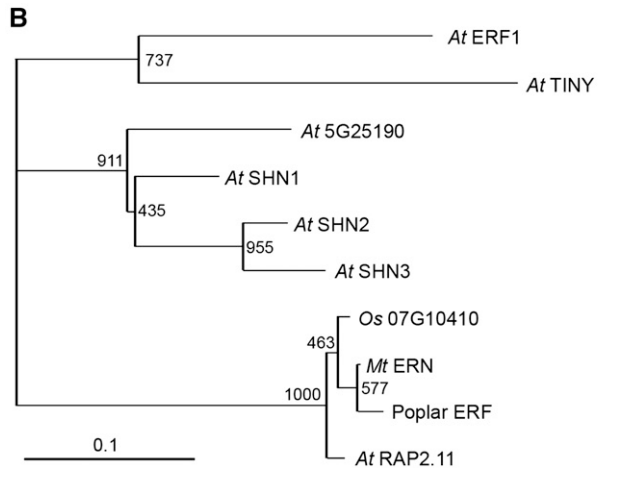 B
At ERF1
737
At TINY
At 5G25190
911
At SHN1
435
At SHN2
955
At SHN3
Os 07G10410
463
Mt ERN
577
1000
Poplar ERF
0.1
At RAP2.11